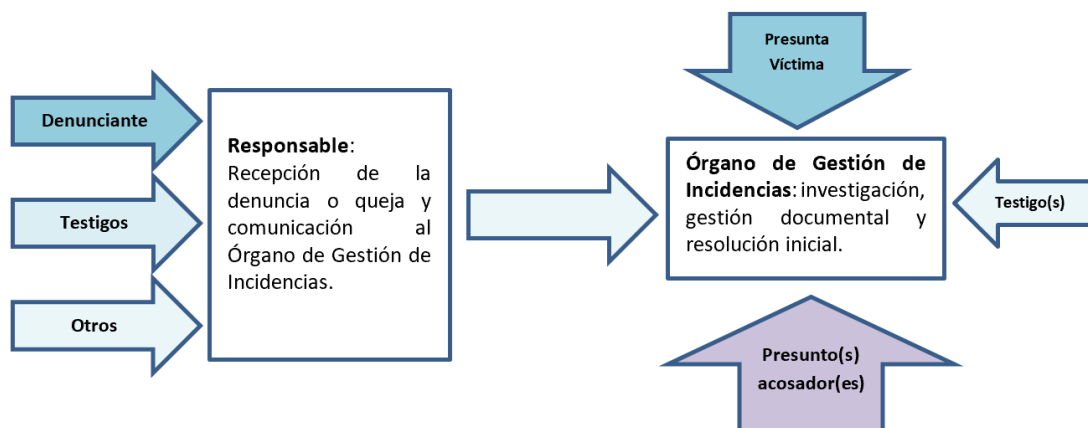 Denunciante
Testigos
Otros
Responsable:
Recepción de la
denuncia o queja y
comunicación al
Órgano de Gestión de
Incidencias.
Presunta
Víctima
Órgano de Gestión de
Incidencias: investigación,
gestión documental y
resolución inicial.
Testigo(s)
Presunto(s)
acosador(es)